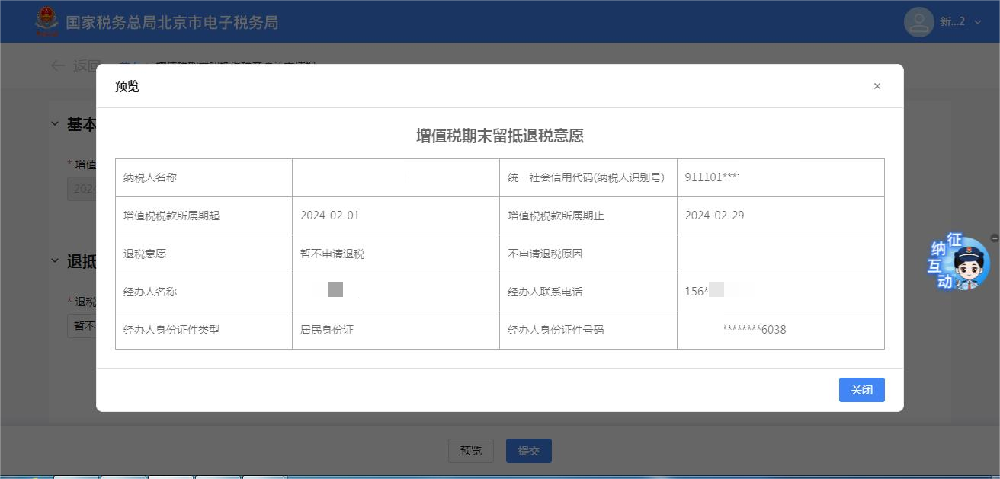 国家税务总局北京市电子税务局
新...2
返回
预览
×
基本
* 增值
2024
退抵
* 退税
暂不
增值税期末留抵退税意愿
纳税人名称 统一社会信用代码(纳税人识别号) 911101****
增值税税款所属期起 2024-02-01 增值税税款所属期止 2024-02-29
退税意愿 暂不申请退税 不申请退税原因
经办人名称 经办人联系电话 156*
经办人身份证件类型 居民身份证 经办人身份证件号码 ********6038
关闭
预览 提交
征纳互动